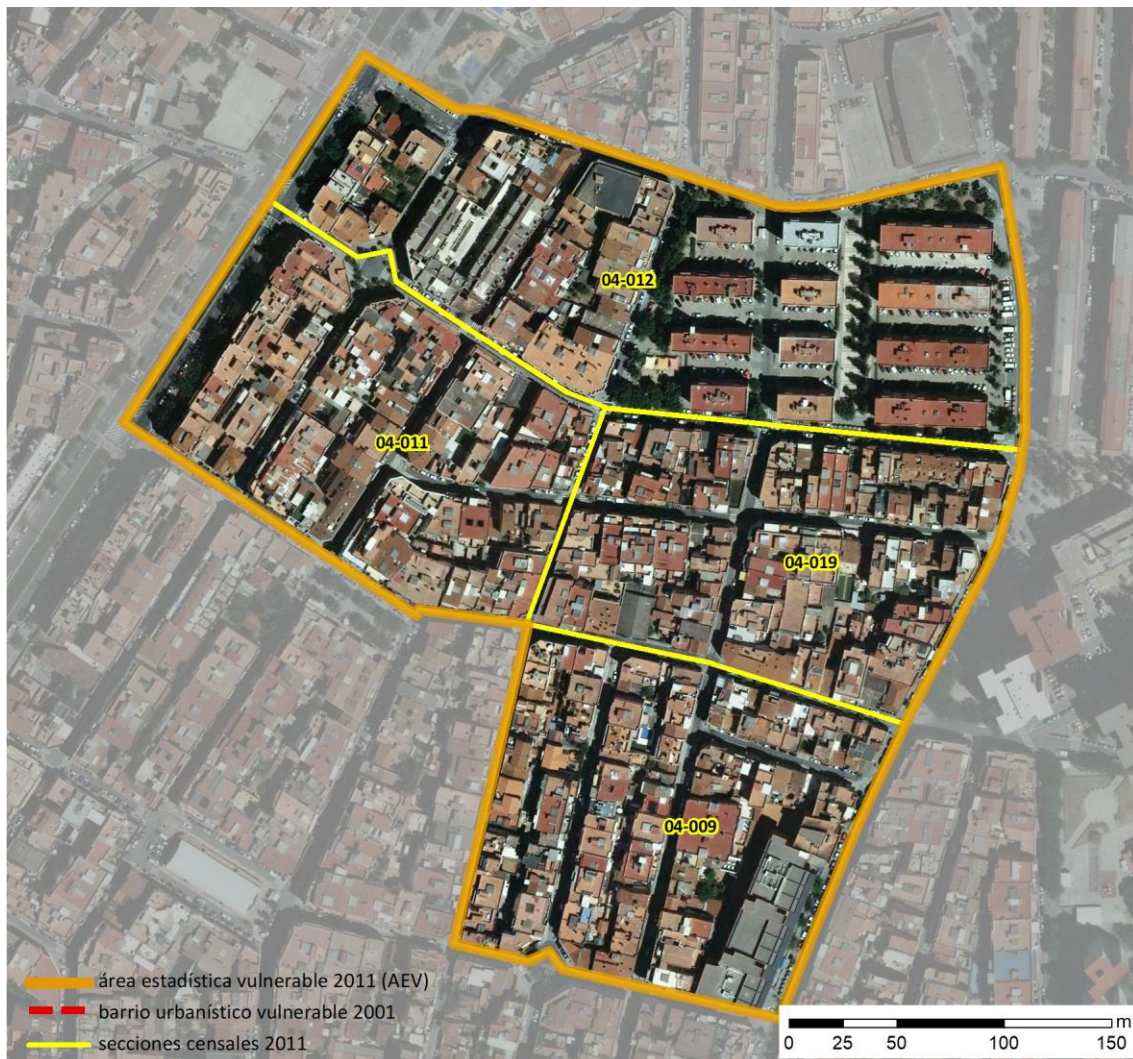 04-012
04-011
04-019
04-009
área estadística vulnerable 2011 (AEV)
barrio urbanístico vulnerable 2001
secciones censales 2011
m
0 25 50 100 150